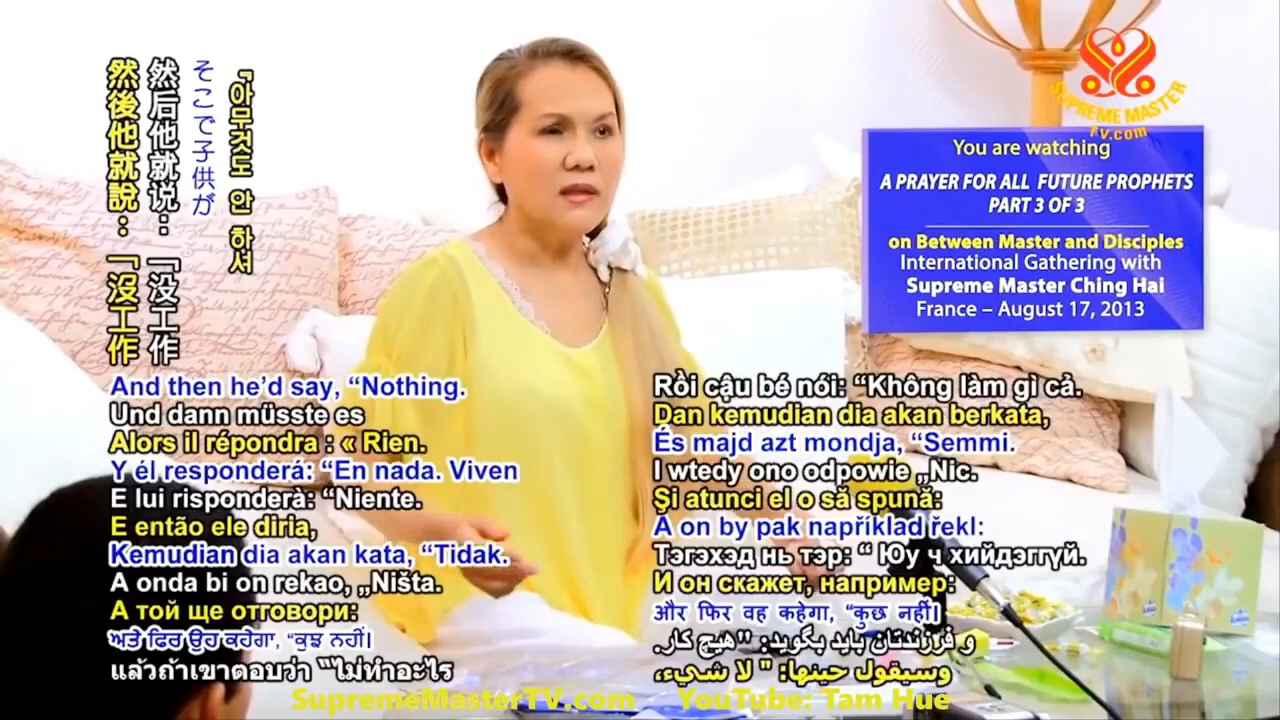 『아무것도 안 하셔
そこで子供が
然后他就说：「没工作
然後他就說：「沒工作
SUPREME MASTER
TV.com
You are watching
A PRAYER FOR ALL FUTURE PROPHETS
PART 3 OF 3
on Between Master and Disciples
International Gathering with
Supreme Master Ching Hai
France – August 17, 2013
And then he’d say, “Nothing.
Und dann müsste es
Alors il répondra : « Rien.
Y él responderá: “En nada. Viven
E lui risponderà: “Niente.
E então ele diria,
Kemudian dia akan kata, “Tidak.
A onda bi on rekao, „Ništa.
А той ще отговори:
ਅਤੇ ਫਿਰ ਉਹ ਕਹੇਗਾ, “ਕੁਝ ਨਹੀਂ।
แล้วถ้าเขาตอบว่า “ไม่ทำอะไร
Rồi cậu bé nói: “Không làm gì cả.
Dan kemudian dia akan berkata,
És majd azt mondja, “Semmi.
I wtedy ono odpowie „Nic.
Şi atunci el o să spună:
A on by pak například řekl:
Тэгэхэд нь тэр: “ Юу ч хийдэггүй.
И он скажет, например:
और फिर वह कहेगा, “कुछ नहीं।
و فرزندتان باید بگوید: "هیچ کار.
وسيقول حينها: " لا شيء،
SupremeMasterTV.com YouTube: Tam Hue